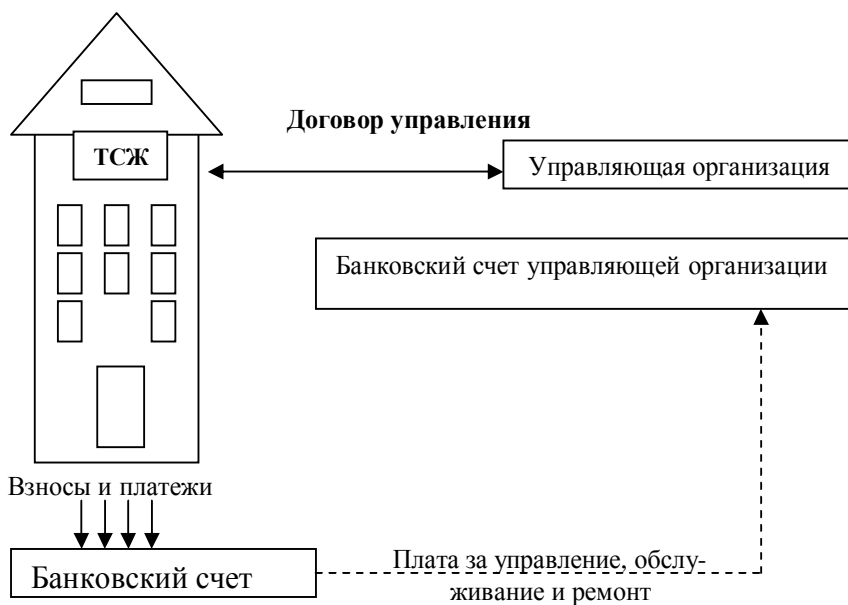 Договор управления
ТСЖ
Управляющая организация
Банковский счет управляющей организации
Взносы и платежи
Банковский счет
Плата за управление, обслу-
живание и ремонт